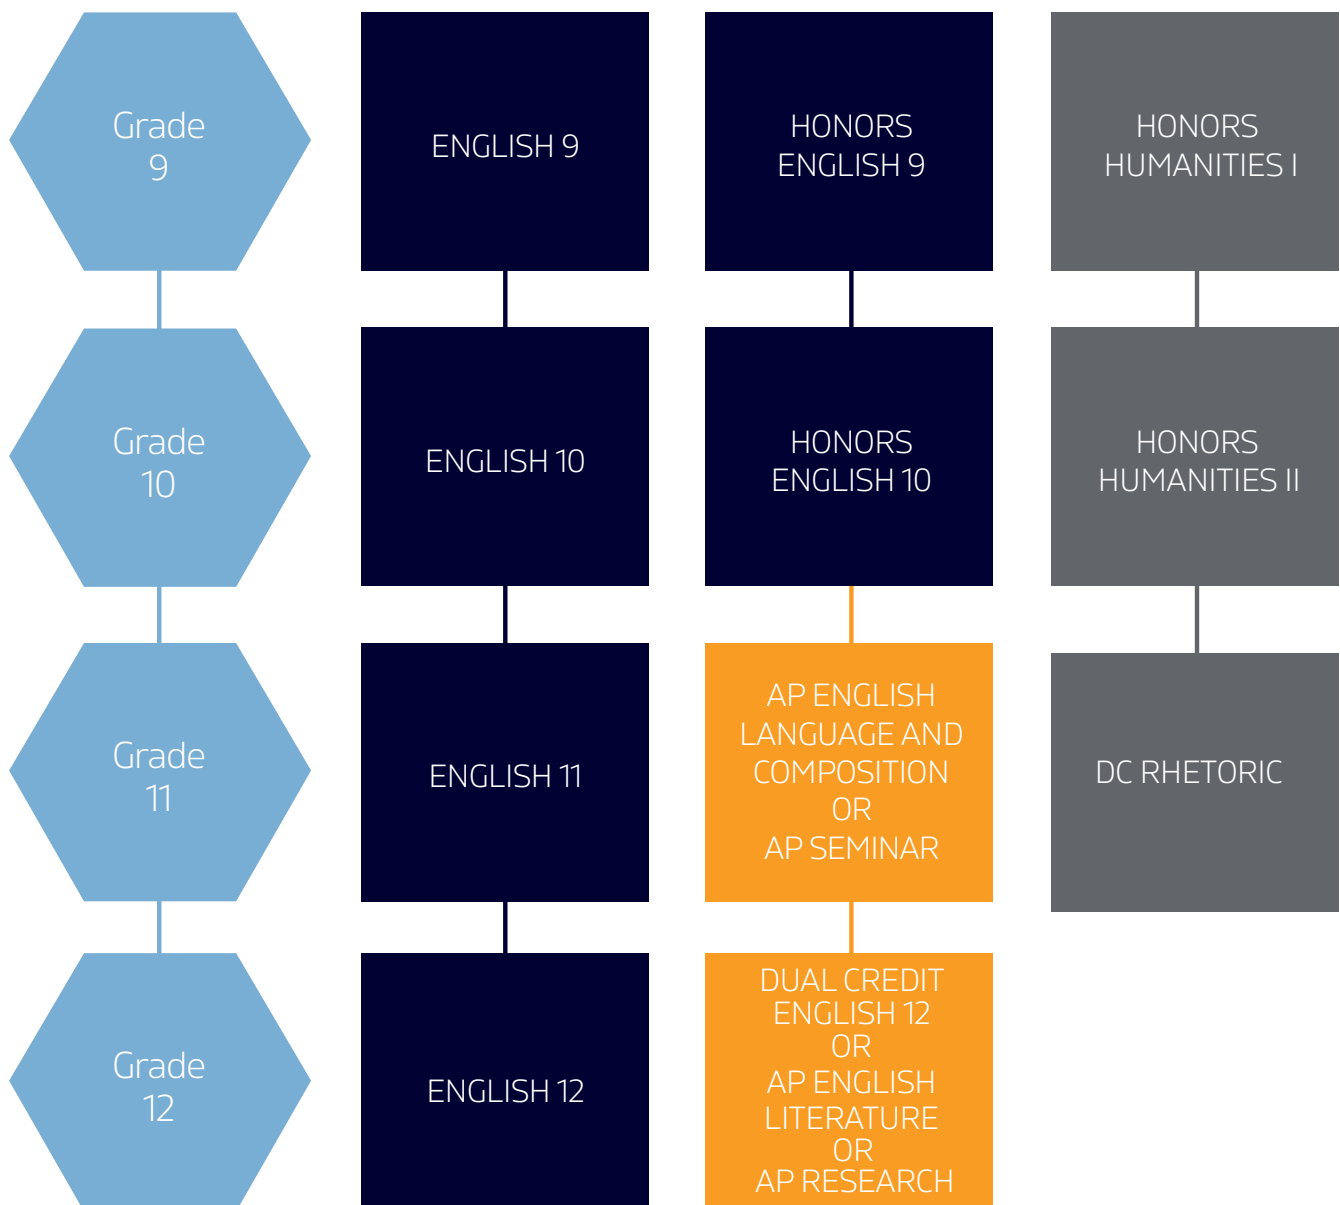 Grade
9
ENGLISH 9
HONORS
ENGLISH 9
HONORS
HUMANITIES I
Grade
10
ENGLISH 10
HONORS
ENGLISH 10
HONORS
HUMANITIES II
Grade
11
ENGLISH 11
AP ENGLISH
LANGUAGE AND
COMPOSITION
OR
AP SEMINAR
DC RHETORIC
Grade
12
ENGLISH 12
DUAL CREDIT
ENGLISH 12
OR
AP ENGLISH
LITERATURE
OR
AP RESEARCH